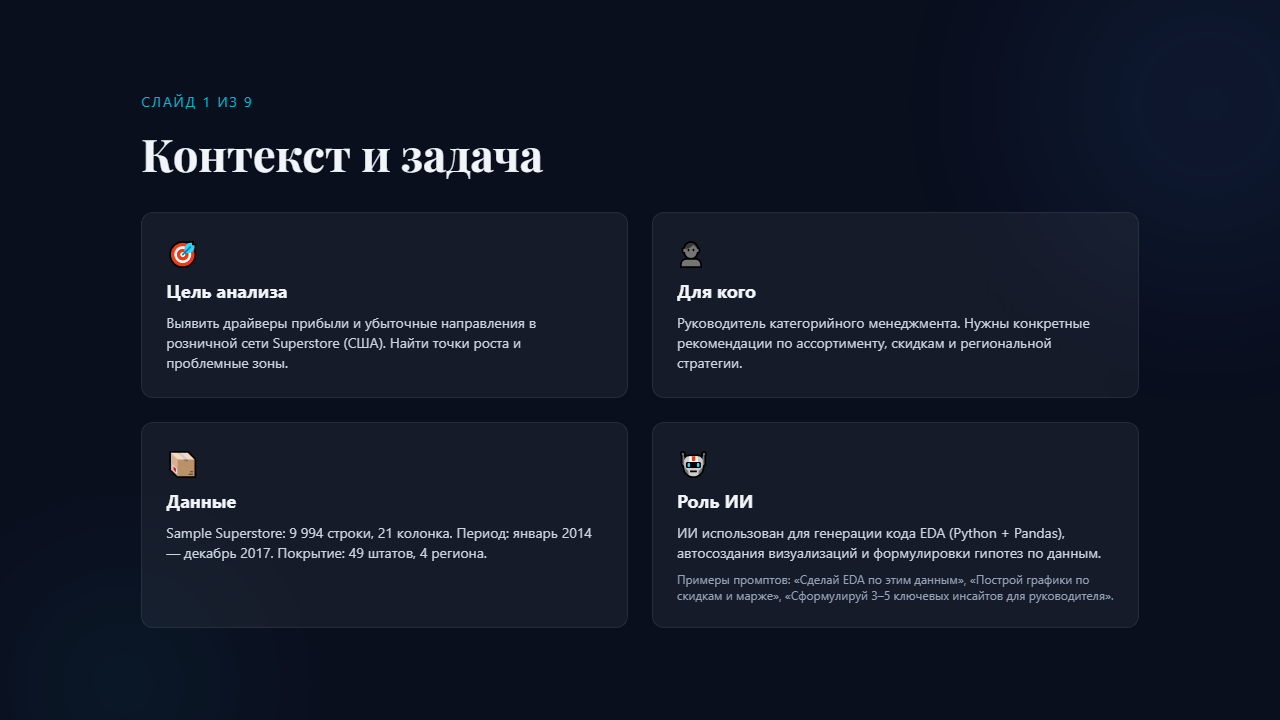 СЛАЙД 1 ИЗ 9
Контекст и задача
Цель анализа
Выявить драйверы прибыли и убыточные направления в
розничной сети Superstore (США). Найти точки роста и
проблемные зоны.
Для кого
Руководитель категорийного менеджмента. Нужны конкретные
рекомендации по ассортименту, скидкам и региональной
стратегии.
Данные
Sample Superstore: 9 994 строки, 21 колонка. Период: январь 2014
— декабрь 2017. Покрытие: 49 штатов, 4 региона.
Роль ИИ
ИИ использован для генерации кода EDA (Python + Pandas),
автосоздания визуализаций и формулировки гипотез по данным.
Примеры промптов: «Сделай EDA по этим данным», «Построй графики по
скидкам и марже», «Сформулируй 3–5 ключевых инсайтов для руководителя».